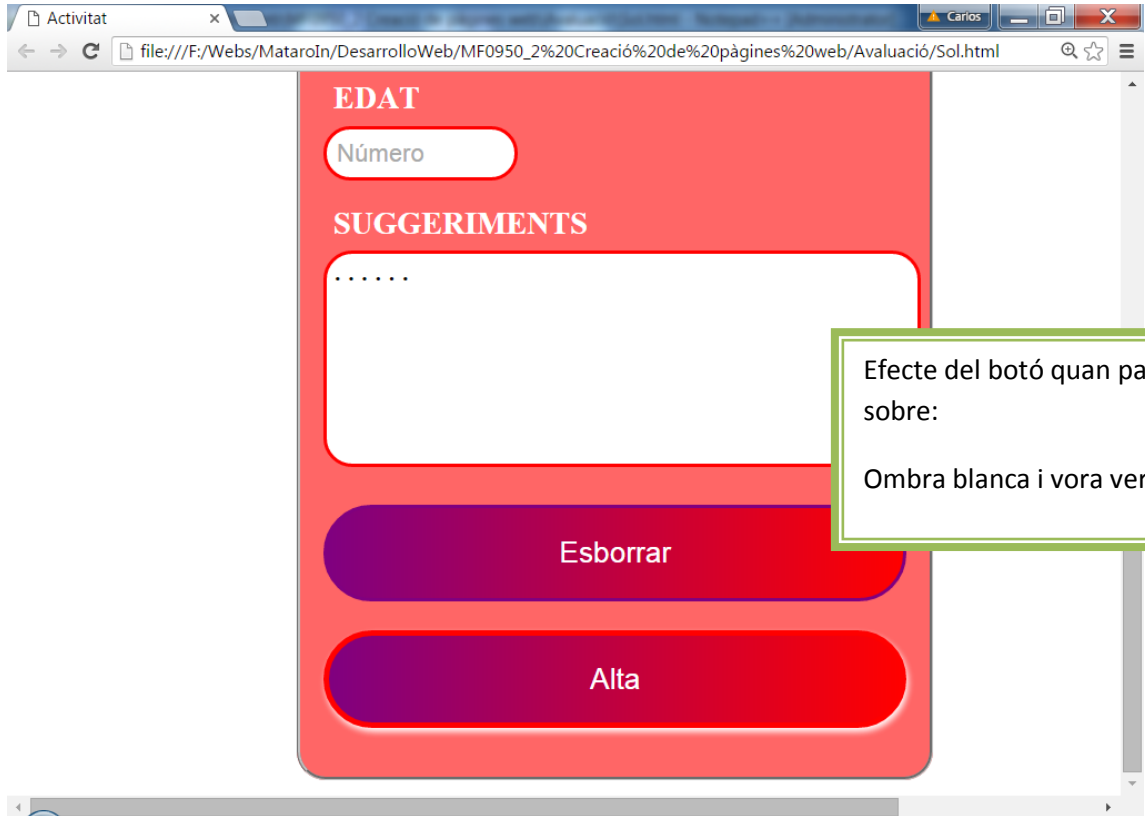 Activitat
Carlos
file:///F:/Webs/MataroIn/DesarrolloWeb/MF0950_2%20Creació%20de%20pàgines%20web/Avaluació/Sol.html
EDAT
Número
SUGGERIMENTS
......
Efecte del botó quan pa
sobre:
Ombra blanca i vora ver
Esborrar
Alta